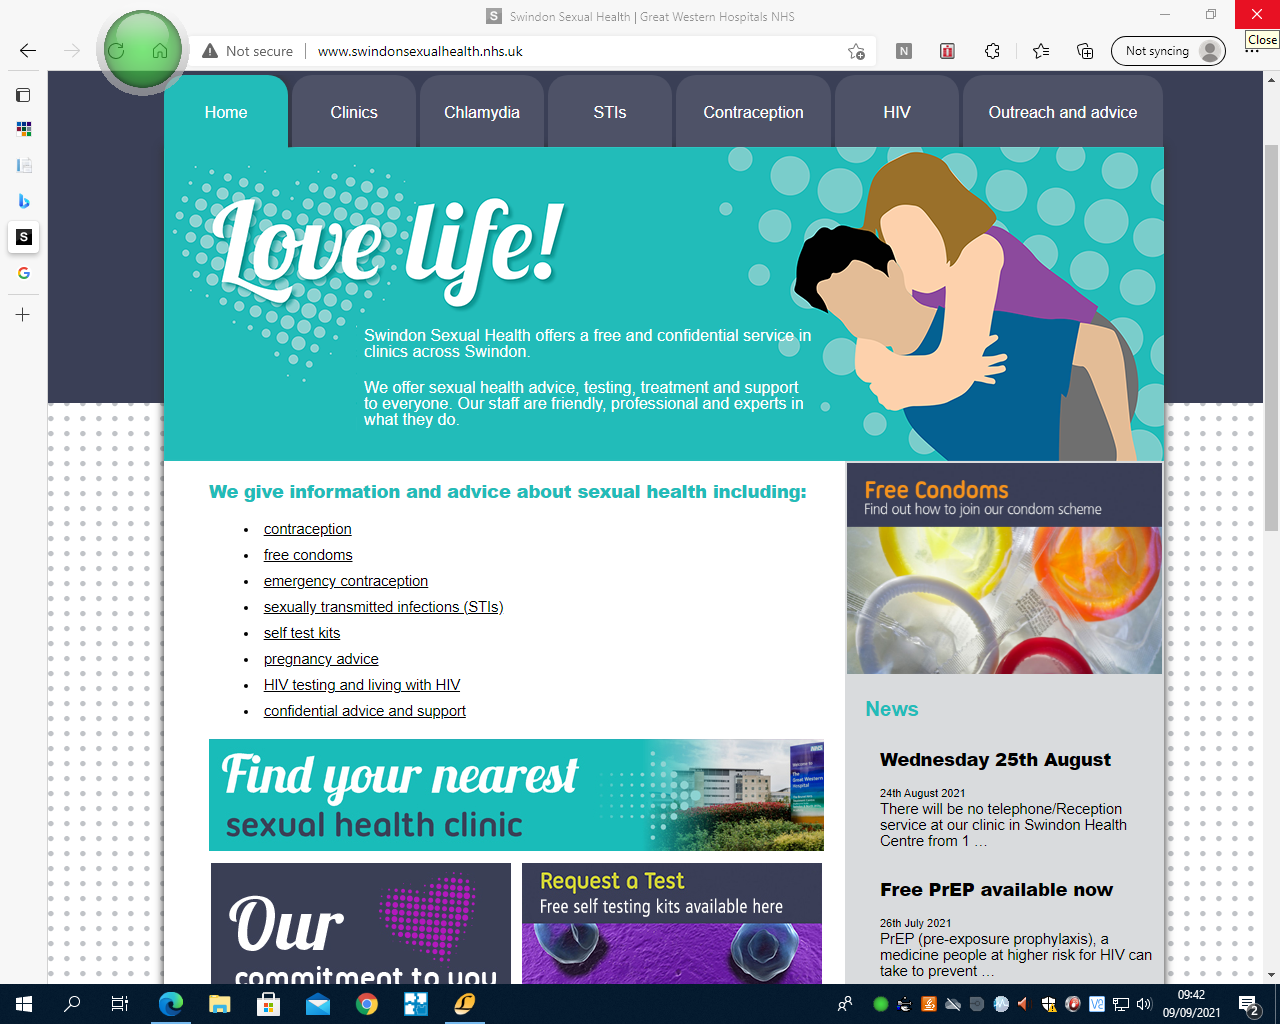 S Swindon Sexual Health | Great Western Hospitals NHS
Close
Not secure www.swindonsexualhealth.nhs.uk
N
Not syncing
Home Clinics Chlamydia STIs Contraception HIV Outreach and advice
Love life!
Swindon Sexual Health offers a free and confidential service in
clinics across Swindon.
We offer sexual health advice, testing, treatment and support
to everyone. Our staff are friendly, professional and experts in
what they do.
We give information and advice about sexual health including:
contraception
free condoms
emergency contraception
sexually transmitted infections (STIs)
self test kits
pregnancy advice
HIV testing and living with HIV
confidential advice and support
Find your nearest
sexual health clinic
NHS
Welcome to
The
Great Western
Hospital
Our
commitment to you
Request a Test
Free self testing kits available here
Free Condoms
Find out how to join our condom scheme
News
Wednesday 25th August
24th August 2021
There will be no telephone/Reception
service at our clinic in Swindon Health
Centre from 1 …
Free PrEP available now
26th July 2021
PrEP (pre-exposure prophylaxis), a
medicine people at higher risk for HIV can
take to prevent …
09:42
09/09/2021
2